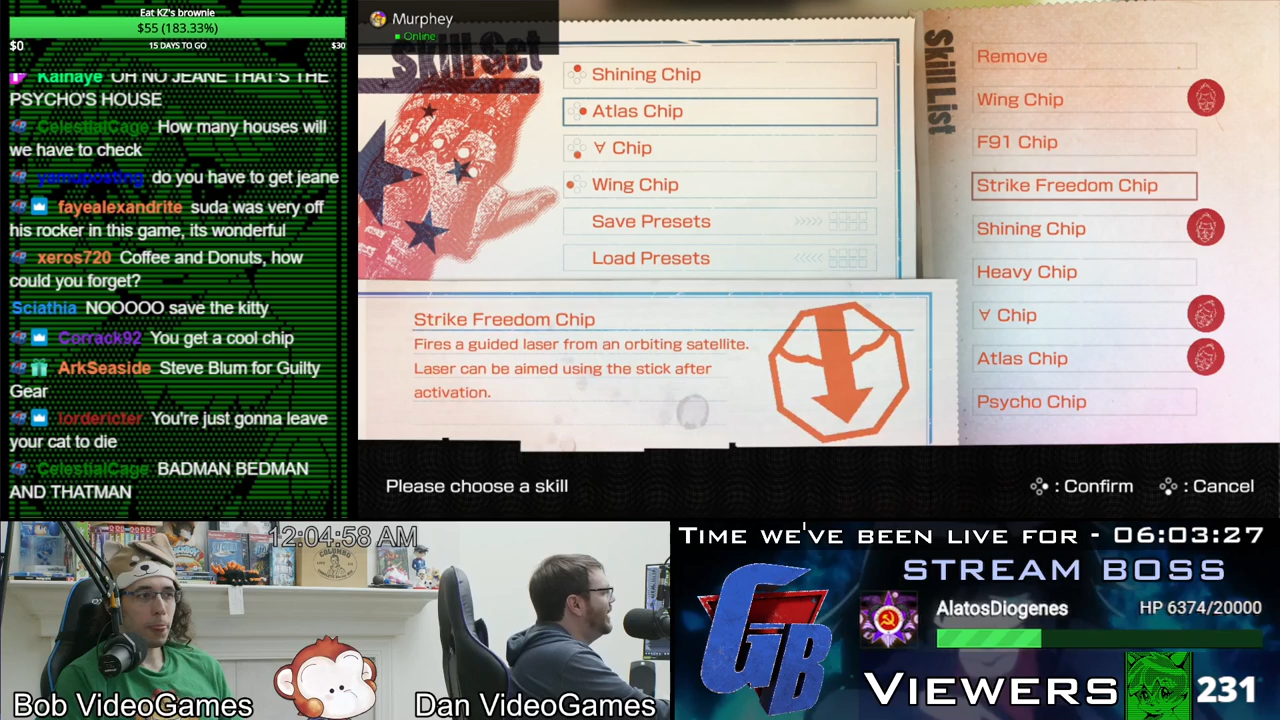 Eat KZ's brownie
$55 (183.33%)
$0
15 DAYS TO GO
$30
Kalhaye OH NO JEANE THAT'S THE
PSYCHO'S HOUSE
CelestialCage How many houses will
we have to check
yamuposting do you have to get jeane
fayealexandrite suda was very off
his rocker in this game, its wonderful
xeros720 Coffee and Donuts, how
could you forget?
Sciathia NOOOOO save the kitty
Corrack92 You get a cool chip
ArkSeaside Steve Blum for Guilty
Gear
lordericter You're just gonna leave
your cat to die
CelestialCage BADMAN BEDMAN
AND THATMAN
Murphey
Online
Skill Set
Shining Chip
Atlas Chip
∀ Chip
Wing Chip
Save Presets
Load Presets
Skill List
Remove
Wing Chip
F91 Chip
Strike Freedom Chip
Shining Chip
Heavy Chip
∀ Chip
Atlas Chip
Psycho Chip
Strike Freedom Chip
Fires a guided laser from an orbiting satellite.
Laser can be aimed using the stick after
activation.
Please choose a skill
: Confirm
: Cancel
12:04:58 AM
COLUMBO
Bob VideoGames
Dan VideoGames
Time we've been live for - 06:03:27
STREAM BOSS
AlatosDiogenes
HP 6374/20000
GB
Viewers
231